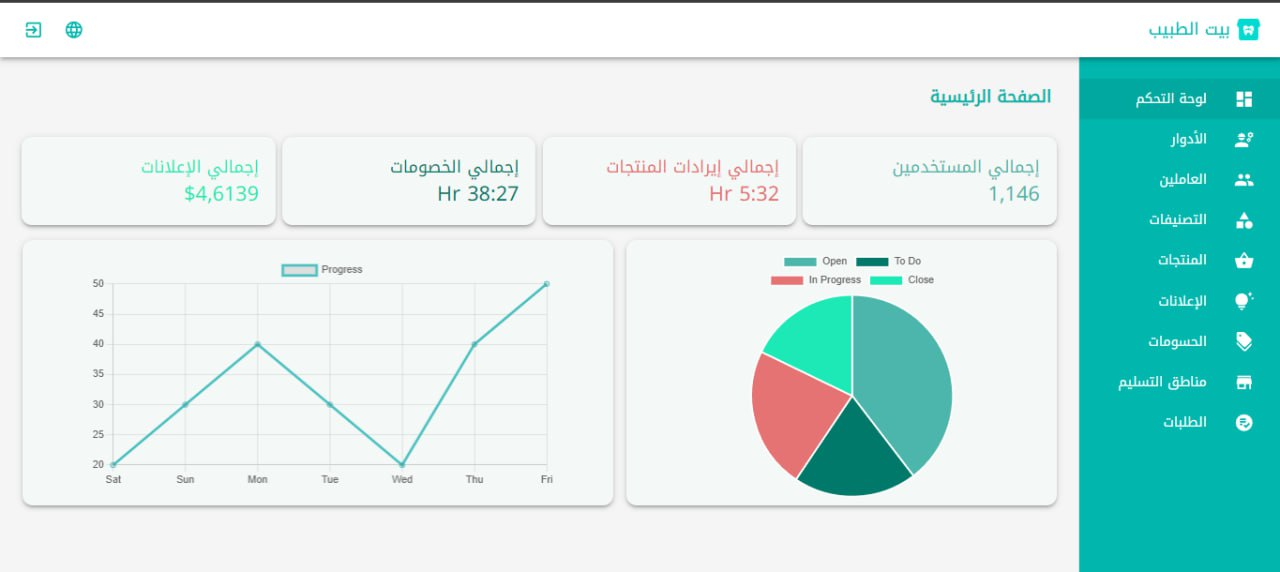 بيت الطبيب
لوحة التحكم
الأدوار
العاملين
التصنيفات
المنتجات
الإعلانات
الحسومات
مناطق التسليم
الطلبات
الصفحة الرئيسية
إجمالي المستخدمين
1,146
إجمالي إيرادات المنتجات
Hr 5:32
إجمالي الخصومات
Hr 38:27
إجمالي الإعلانات
$4,6139
Open To Do
In Progress Close
Progress
50
45
40
35
30
25
20
Sat Sun Mon Tue Wed Thu Fri